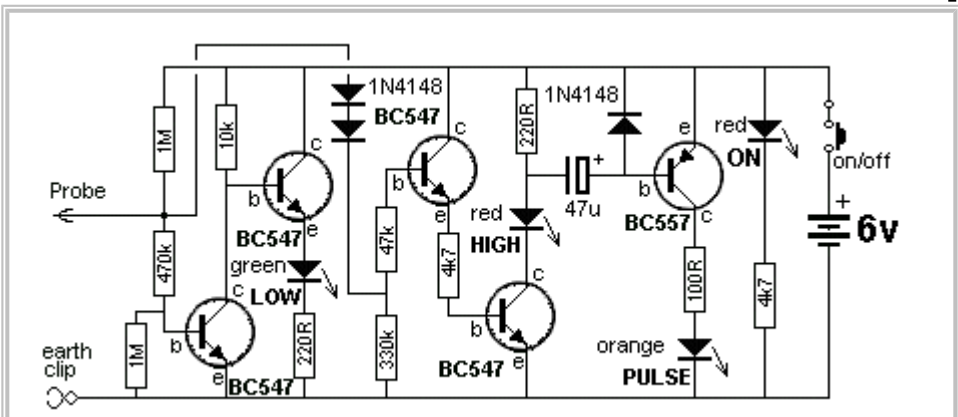 1N4148
BC547
1N4148
1M
10k
c
220R
c
e
red
ON
on/off
Probe
b
b
47u
+
b
BC557
c
+
6v
BC547
e
47k
e
red
HIGH
470k
green
LOW
c
4k7
c
100R
4k7
1M
b
220R
330k
b
orange
PULSE
earth
clip
e
BC547
BC547
e